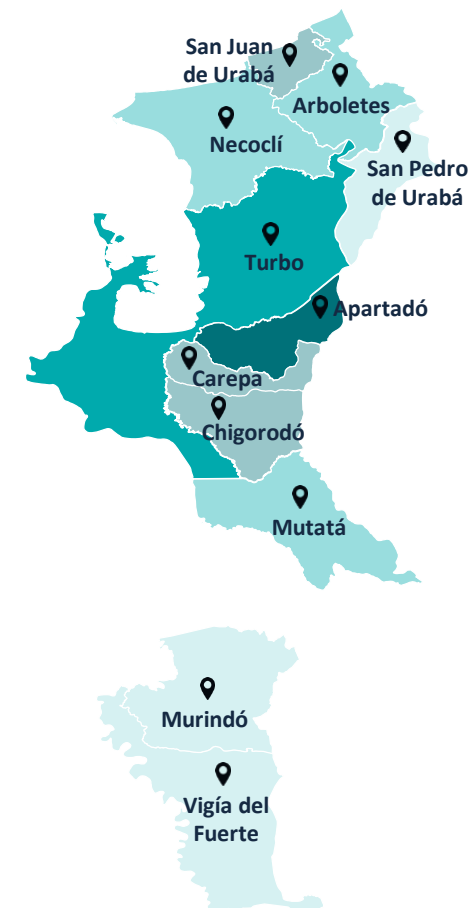 San Juan
de Urabá
Arboletes
Necoclí
San Pedro
de Urabá
Turbo
Apartadó
Carepa
Chigorodó
Mutatá
Murindó
Vigía del
Fuerte